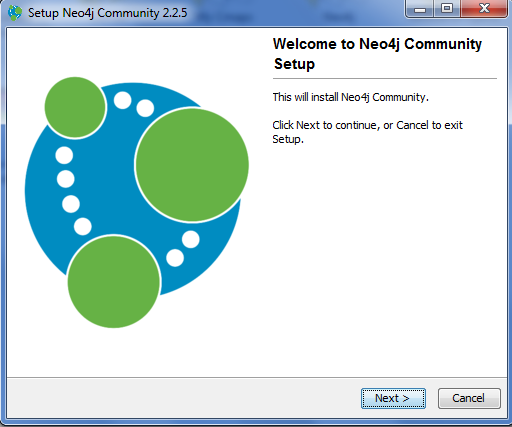 Setup Neo4j Community 2.2.5
Welcome to Neo4j Community
Setup
This will install Neo4j Community.
Click Next to continue, or Cancel to exit
Setup.
Next >
Cancel